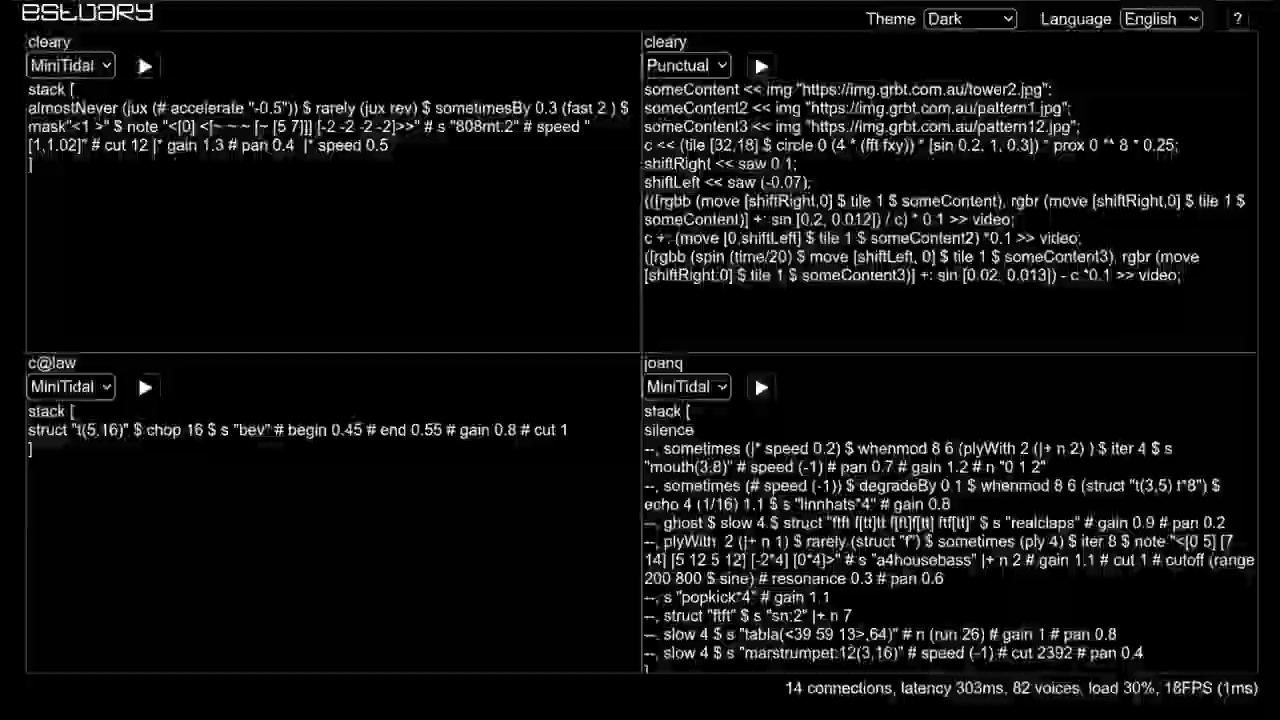 estuary
Theme Dark Language English ?
cleary
MiniTidal
stack [
almostNever (jux (# accelerate "-0.5")) $ rarely (jux rev) $ sometimesBy 0.3 (fast 2 ) $
mask"<1 >" $ note "<[0] <[~ ~ ~ [~ [5 7]]] [-2 -2 -2 -2]>>" # s "808mt:2" # speed "
[1,1.02]" # cut 12 |* gain 1.3 # pan 0.4 |* speed 0.5
]
cleary
Punctual
someContent << img "https://img.grbt.com.au/tower2.jpg";
someContent2 << img "https://img.grbt.com.au/pattern1.jpg";
someContent3 << img "https://img.grbt.com.au/pattern12.jpg";
c << (tile [32,18] $ circle 0 (4 * (fft fxy)) * [sin 0.2, 1, 0.3]) * prox 0 ** 8 * 0.25;
shiftRight << saw 0.1;
shiftLeft << saw (-0.07);
(([rgbb (move [shiftRight,0] $ tile 1 $ someContent), rgbr (move [shiftRight,0] $ tile 1 $
someContent)] +: sin [0.2, 0.012]) / c) * 0.1 >> video;
c +: (move [0,shiftLeft] $ tile 1 $ someContent2) *0.1 >> video;
([rgbb (spin (time/20) $ move [shiftLeft, 0] $ tile 1 $ someContent3), rgbr (move
[shiftRight,0] $ tile 1 $ someContent3)] +: sin [0.02, 0.013]) - c *0.1 >> video;
c@law
MiniTidal
stack [
struct "t(5,16)" $ chop 16 $ s "bev" # begin 0.45 # end 0.55 # gain 0.8 # cut 1
]
joanq
MiniTidal
stack [
silence
--, sometimes (|* speed 0.2) $ whenmod 8 6 (plyWith 2 (|+ n 2) ) $ iter 4 $ s
"mouth(3,8)" # speed (-1) # pan 0.7 # gain 1.2 # n "0 1 2"
--, sometimes (# speed (-1)) $ degradeBy 0.1 $ whenmod 8 6 (struct "t(3,5) t*8") $
echo 4 (1/16) 1.1 $ s "linnhats*4" # gain 0.8
--, ghost $ slow 4 $ struct "ftft f[tt]tt f[ft]f[tt] ftf[tt]" $ s "realclaps" # gain 0.9 # pan 0.2
--, plyWith 2 (|+ n 1) $ rarely (struct "f") $ sometimes (ply 4) $ iter 8 $ note "<[0 5] [7
14] [5 12 5 12] [-2*4] [0*4]>" # s "a4housebass" |+ n 2 # gain 1.1 # cut 1 # cutoff (range
200 800 $ sine) # resonance 0.3 # pan 0.6
--, s "popkick*4" # gain 1.1
--, struct "ftft" $ s "sn:2" |+ n 7
--, slow 4 $ s "tabla(<39 59 13>,64)" # n (run 26) # gain 1 # pan 0.8
--, slow 4 $ s "marstrumpet:12(3,16)" # speed (-1) # cut 2392 # pan 0.4
]
14 connections, latency 303ms, 82 voices, load 30%, 18FPS (1ms)